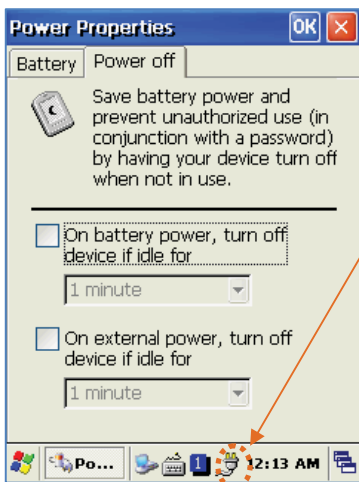 Power Properties OK
Battery Power off
Save battery power and
prevent unauthorized use (in
conjunction with a password)
by having your device turn off
when not in use.
On battery power, turn off
device if idle for
1 minute
On external power, turn off
device if idle for
1 minute
Po... 1 12:13 AM